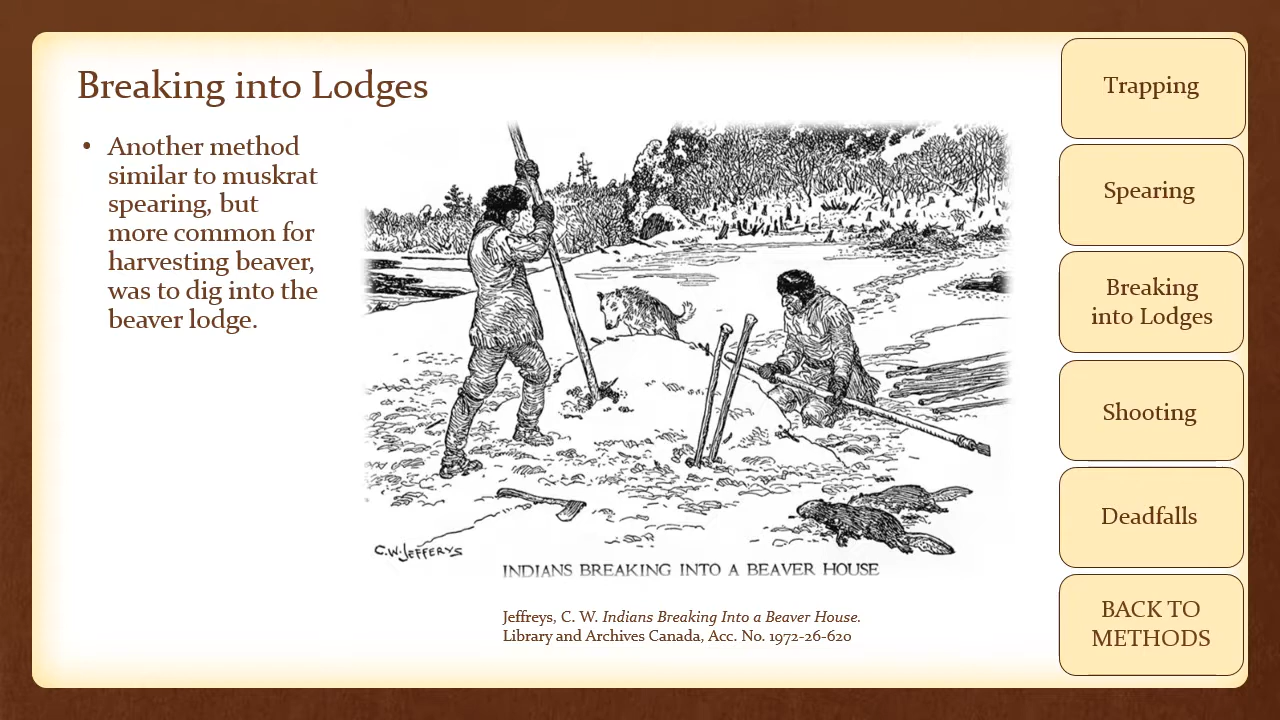 Breaking into Lodges
• Another method
similar to muskrat
spearing, but
more common for
harvesting beaver,
was to dig into the
beaver lodge.
C.W. JEFFERYS
INDIANS BREAKING INTO A BEAVER HOUSE
Jeffreys, C. W. Indians Breaking Into a Beaver House.
Library and Archives Canada, Acc. No. 1972-26-620
Trapping
Spearing
Breaking
into Lodges
Shooting
Deadfalls
BACK TO
METHODS